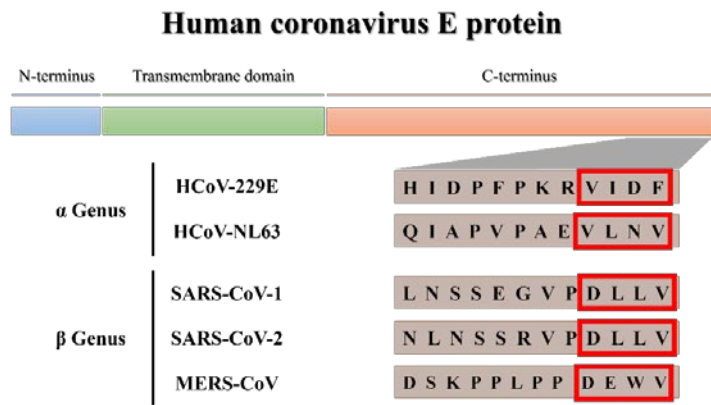 Human coronavirus E protein
N-terminus Transmembrane domain C-terminus
α Genus
HCoV-229E H I D P F P K R V I D F
HCoV-NL63 Q I A P V P A E V L N V
β Genus
SARS-CoV-1 L N S S E G V P D L L V
SARS-CoV-2 N L N S S R V P D L L V
MERS-CoV D S K P P L P P D E W V